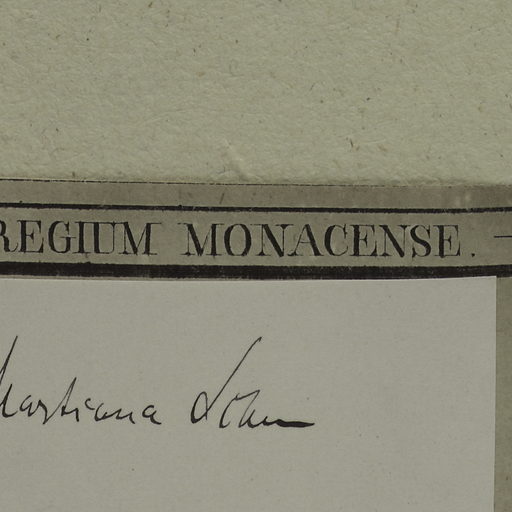 REGIUM MONACENSE. —
martiana Schum